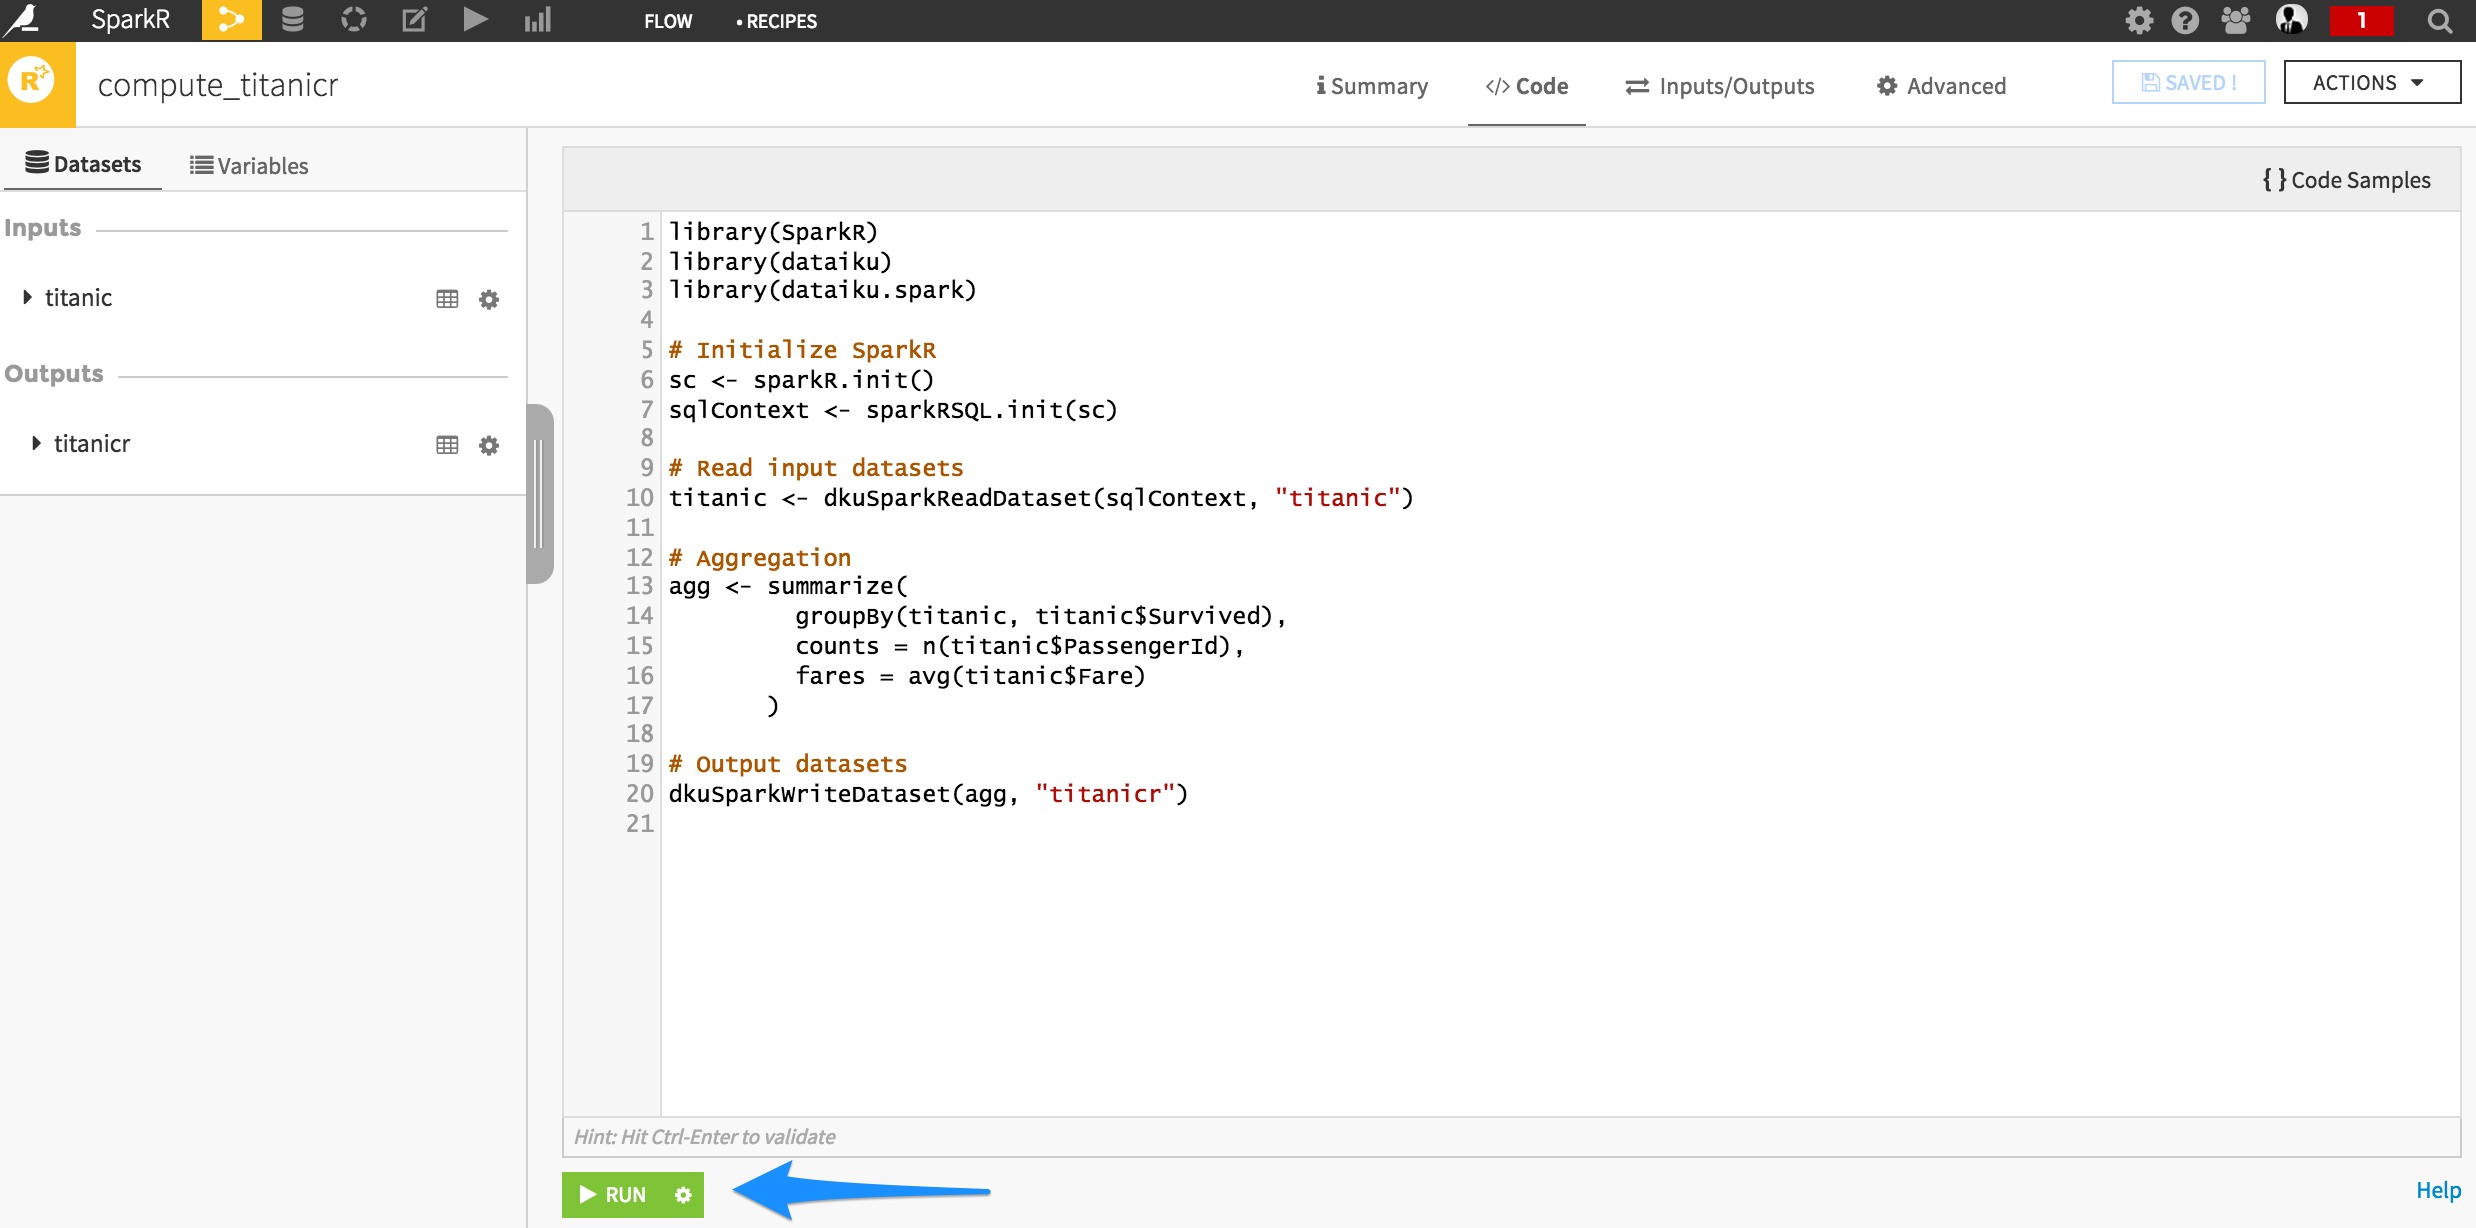 SparkR FLOW • RECIPES 1
R compute_titanicr Summary </> Code Inputs/Outputs Advanced SAVED ! ACTIONS
Datasets Variables
{ } Code Samples
Inputs
titanic
Outputs
titanicr
1 library(SparkR)
2 library(dataiku)
3 library(dataiku.spark)
4
5 # Initialize SparkR
6 sc <- sparkR.init()
7 sqlContext <- sparkRSQL.init(sc)
8
9 # Read input datasets
10 titanic <- dkuSparkReadDataset(sqlContext, "titanic")
11
12 # Aggregation
13 agg <- summarize(
14 groupBy(titanic, titanic$Survived),
15 counts = n(titanic$PassengerId),
16 fares = avg(titanic$Fare)
17 )
18
19 # Output datasets
20 dkuSparkWriteDataset(agg, "titanicr")
21
Hint: Hit Ctrl-Enter to validate
RUN
Help